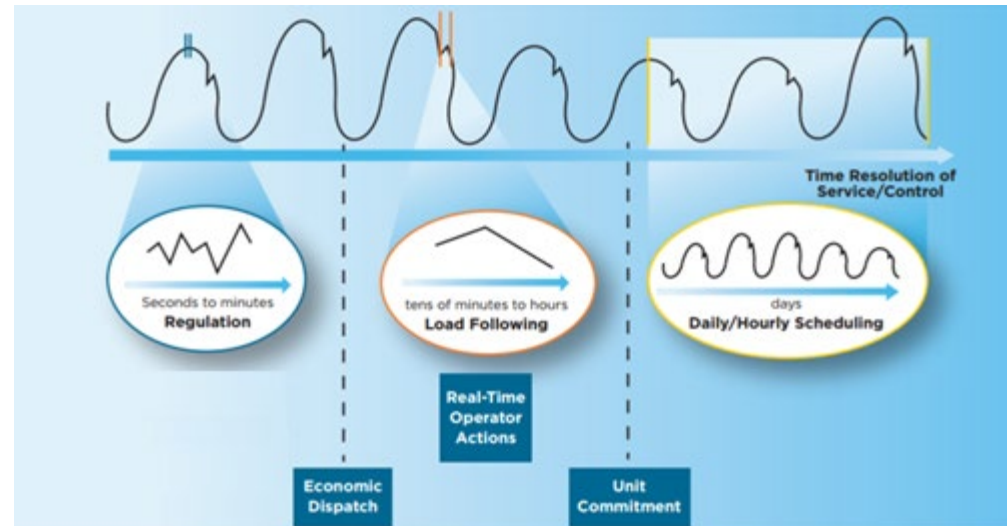 Time Resolution of
Service/Control
Seconds to minutes
Regulation
tens of minutes to hours
Load Following
days
Daily/Hourly Scheduling
Real-Time
Operator
Actions
Economic
Dispatch
Unit
Commitment